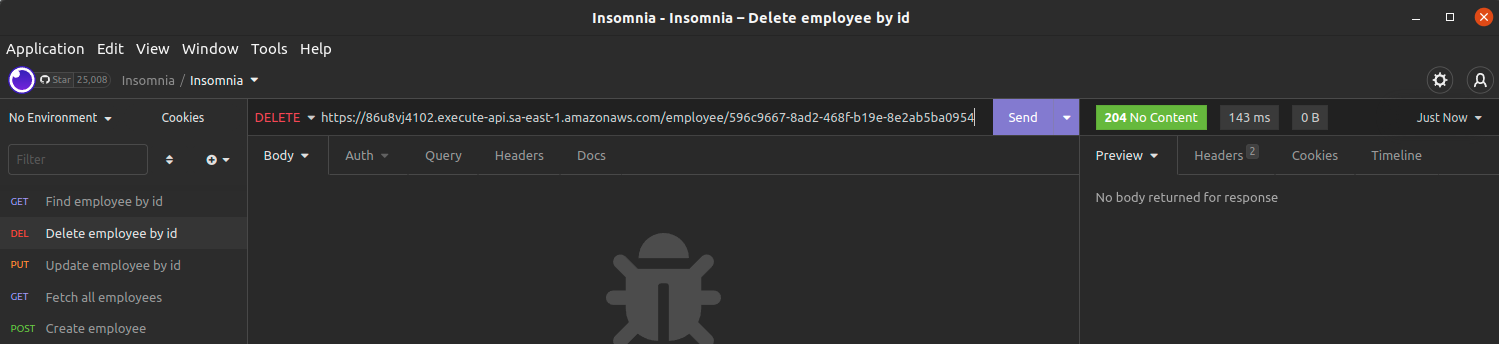 Insomnia - Insomnia – Delete employee by id
Application Edit View Window Tools Help
Star 25,008 Insomnia / Insomnia
No Environment Cookies
DELETE https://86u8vj4102.execute-api.sa-east-1.amazonaws.com/employee/596c9667-8ad2-468f-b19e-8e2ab5ba0954 Send
204 No Content 143 ms 0 B Just Now
Filter
Body Auth Query Headers Docs
Preview Headers 2 Cookies Timeline
GET Find employee by id
DEL Delete employee by id
PUT Update employee by id
GET Fetch all employees
POST Create employee
No body returned for response